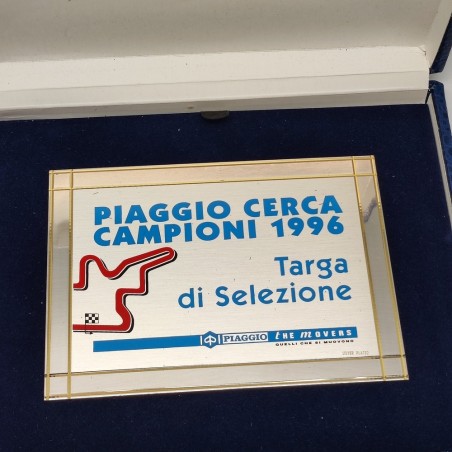 PIAGGIO CERCA
CAMPIONI 1996
Targa
di Selezione
PIAGGIO THE MOVERS
QUELLI CHE SI MUOVONO